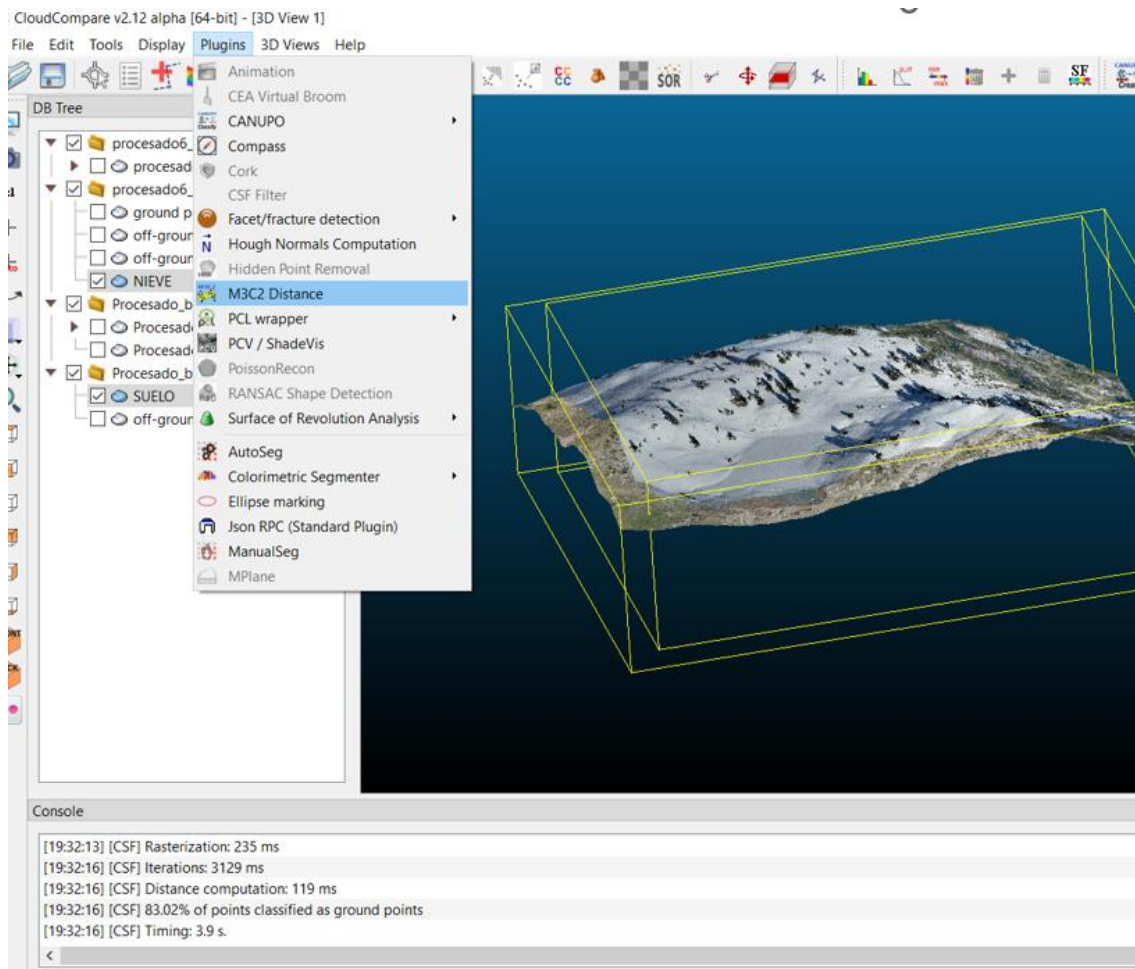 CloudCompare v2.12 alpha [64-bit] - [3D View 1]
File Edit Tools Display Plugins 3D Views Help
SOR
SF
DB Tree
procesado6_
procesad
procesado6_
ground p
off-groun
off-groun
NIEVE
Procesado_b
Procesad
Procesad
Procesado_b
SUELO
off-groun
Animation
CEA Virtual Broom
CANUPO
Compass
Cork
CSF Filter
Facet/fracture detection
Hough Normals Computation
Hidden Point Removal
M3C2 Distance
PCL wrapper
PCV / ShadeVis
PoissonRecon
RANSAC Shape Detection
Surface of Revolution Analysis
AutoSeg
Colorimetric Segmenter
Ellipse marking
Json RPC (Standard Plugin)
ManualSeg
MPlane
Console
[19:32:13] [CSF] Rasterization: 235 ms
[19:32:16] [CSF] Iterations: 3129 ms
[19:32:16] [CSF] Distance computation: 119 ms
[19:32:16] [CSF] 83.02% of points classified as ground points
[19:32:16] [CSF] Timing: 3.9 s.